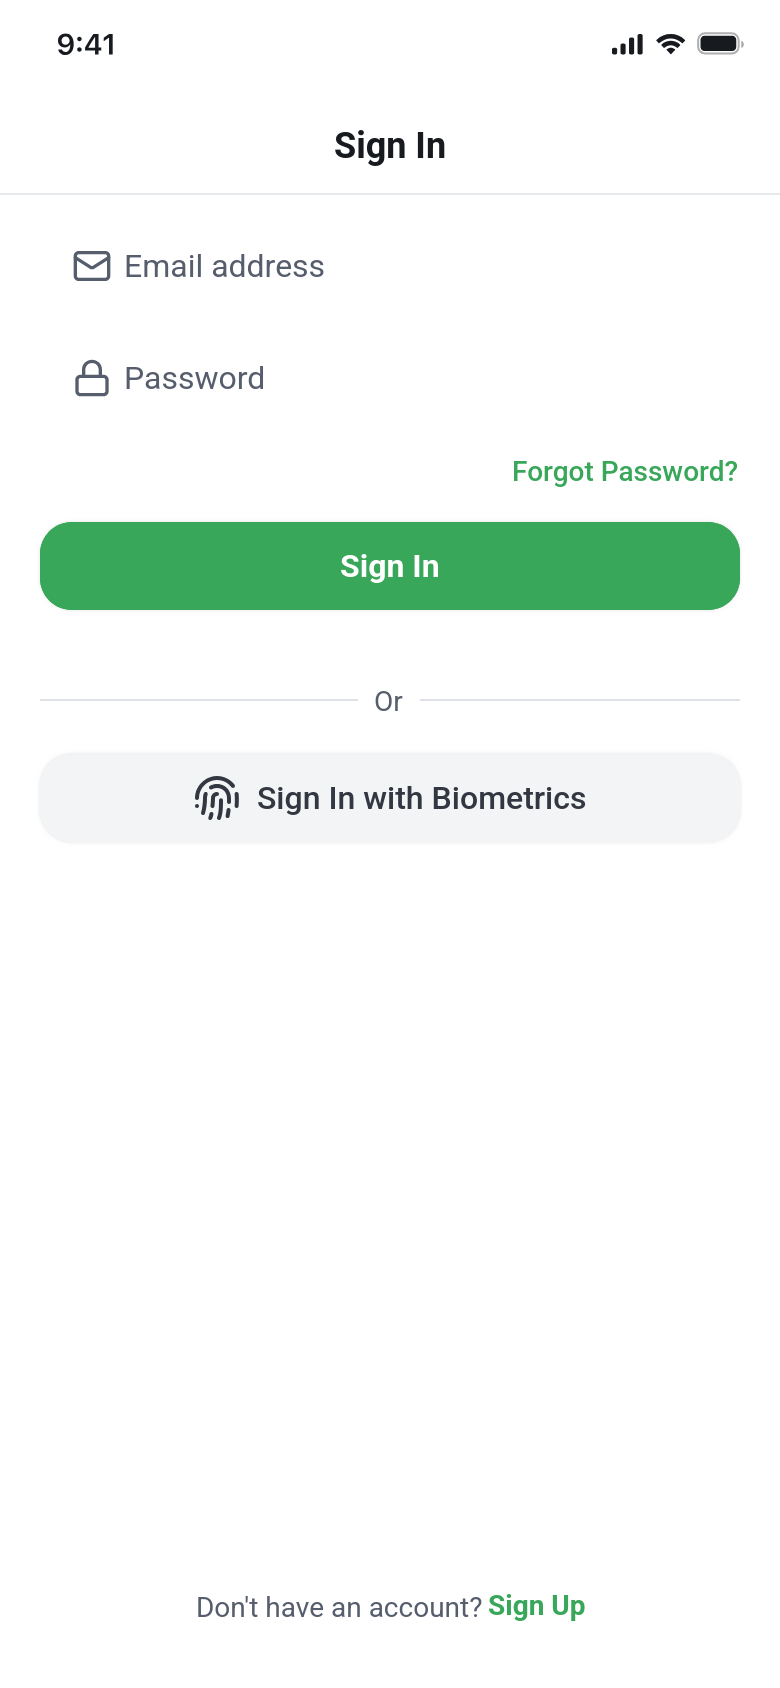 9:41
Sign In
Email address
Password
Forgot Password?
Sign In
Or
Sign In with Biometrics
Don't have an account? Sign Up